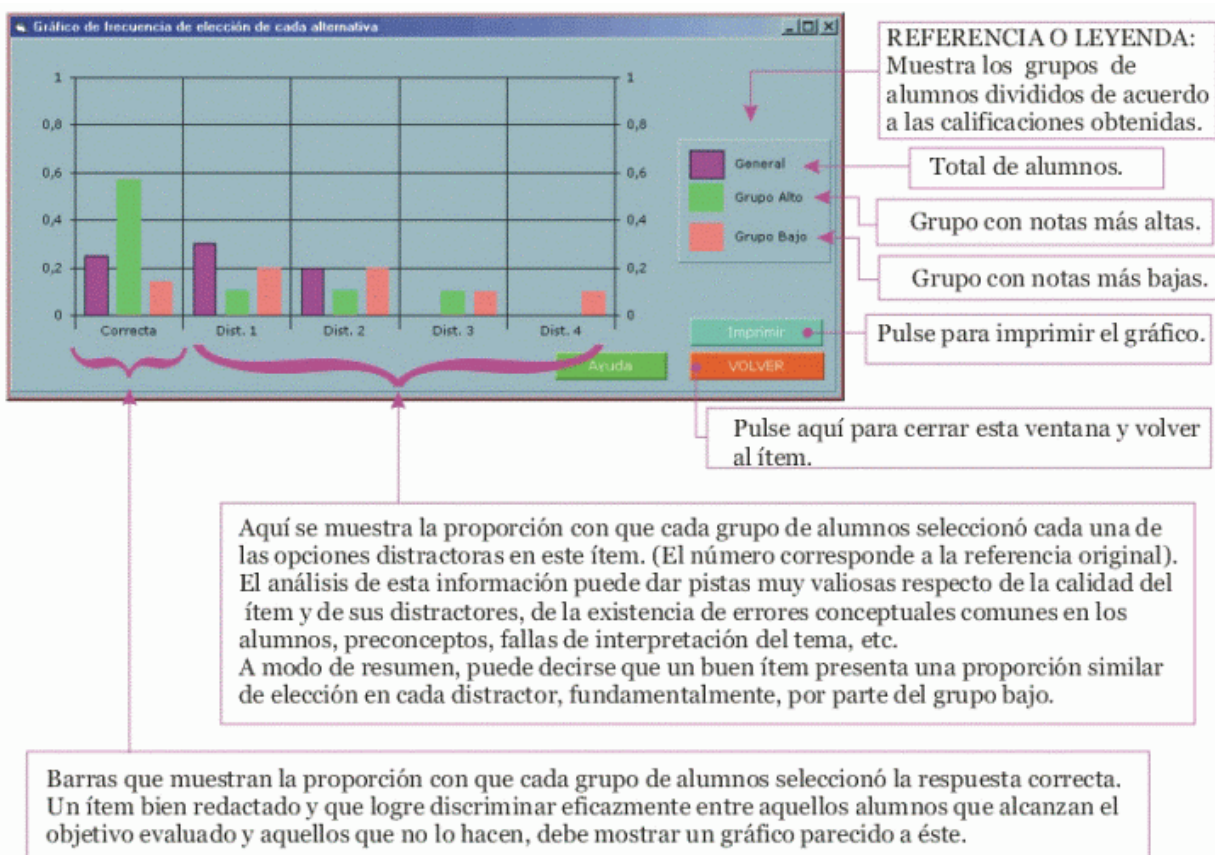 Gráfico de frecuencia de elección de cada alternativa
1
0,8
0,6
0,4
0,2
0
1
0,8
0,6
0,4
0,2
0
Correcta
Dist. 1
Dist. 2
Dist. 3
Dist. 4
General
Grupo Alto
Grupo Bajo
Imprimir
Ayuda
VOLVER
REFERENCIA O LEYENDA:
Muestra los grupos de
alumnos divididos de acuerdo
a las calificaciones obtenidas.
Total de alumnos.
Grupo con notas más altas.
Grupo con notas más bajas.
Pulse para imprimir el gráfico.
Pulse aquí para cerrar esta ventana y volver
al ítem.
Aquí se muestra la proporción con que cada grupo de alumnos seleccionó cada una de
las opciones distractoras en este ítem. (El número corresponde a la referencia original).
El análisis de esta información puede dar pistas muy valiosas respecto de la calidad del
ítem y de sus distractores, de la existencia de errores conceptuales comunes en los
alumnos, preconceptos, fallas de interpretación del tema, etc.
A modo de resumen, puede decirse que un buen ítem presenta una proporción similar
de elección en cada distractor, fundamentalmente, por parte del grupo bajo.
Barras que muestran la proporción con que cada grupo de alumnos seleccionó la respuesta correcta.
Un ítem bien redactado y que logre discriminar eficazmente entre aquellos alumnos que alcanzan el
objetivo evaluado y aquellos que no lo hacen, debe mostrar un gráfico parecido a éste.